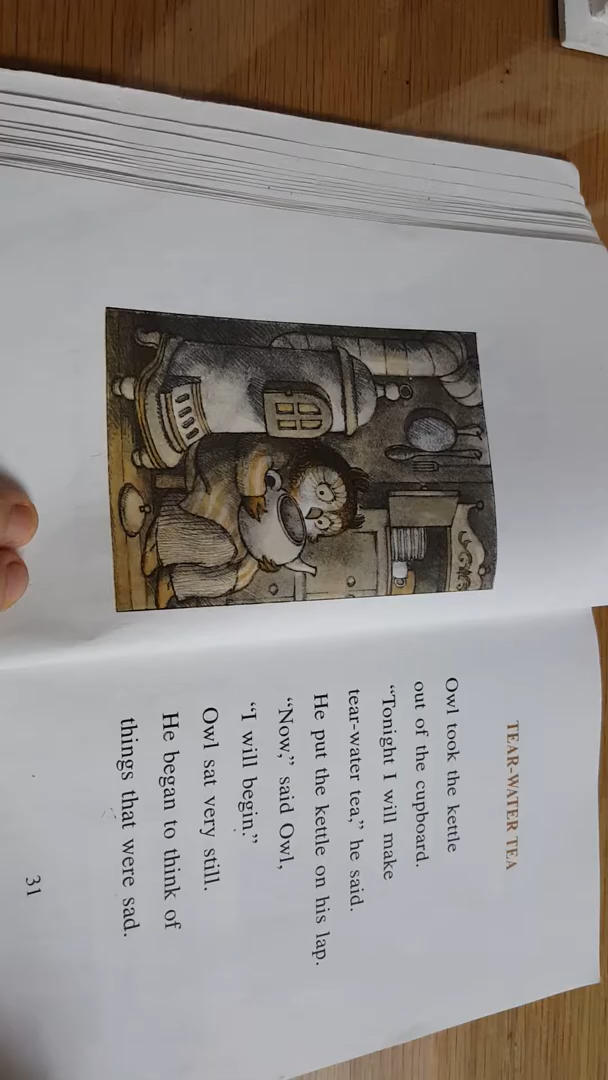 TEAR-WATER TEA
Owl took the kettle
out of the cupboard.
“Tonight I will make
tear-water tea,” he said.
He put the kettle on his lap.
“Now,” said Owl,
“I will begin.”
Owl sat very still.
He began to think of
things that were sad.
31